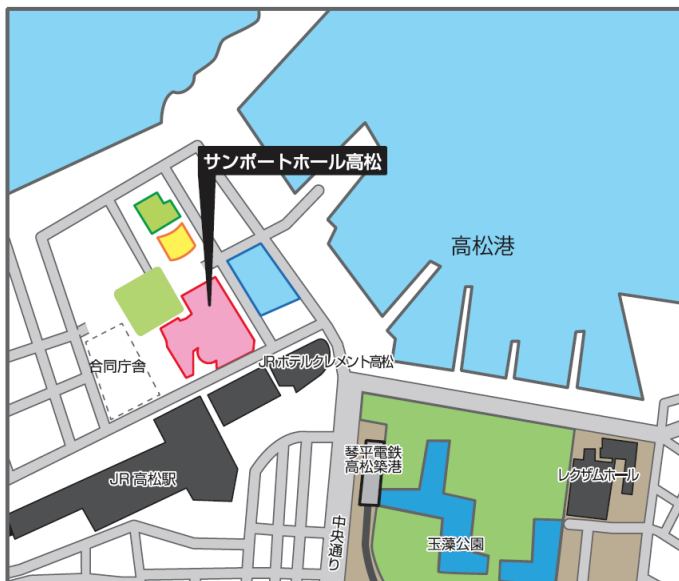 サンポートホール高松
高松港
合同庁舎
JRホテルクレメント高松
JR 高松駅
琴平電鉄
高松築港
レクザムホール
中央通り
玉藻公園